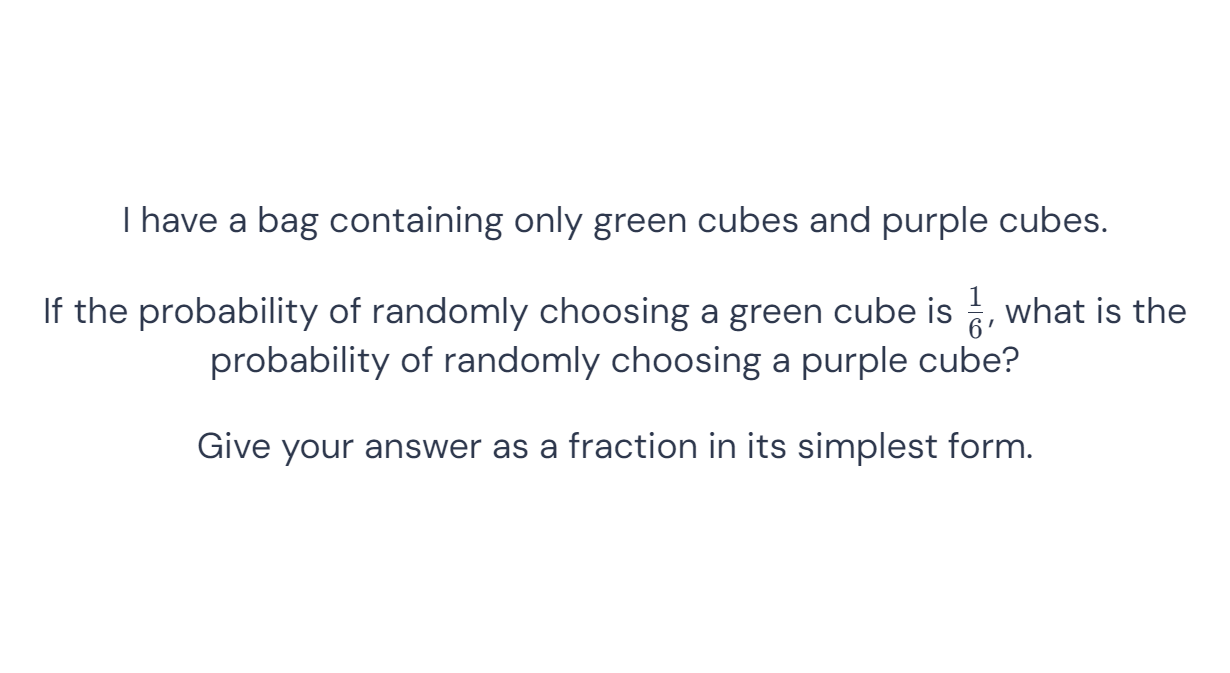 I have a bag containing only green cubes and purple cubes.
If the probability of randomly choosing a green cube is $\frac{1}{6}$, what is the
probability of randomly choosing a purple cube?
Give your answer as a fraction in its simplest form.